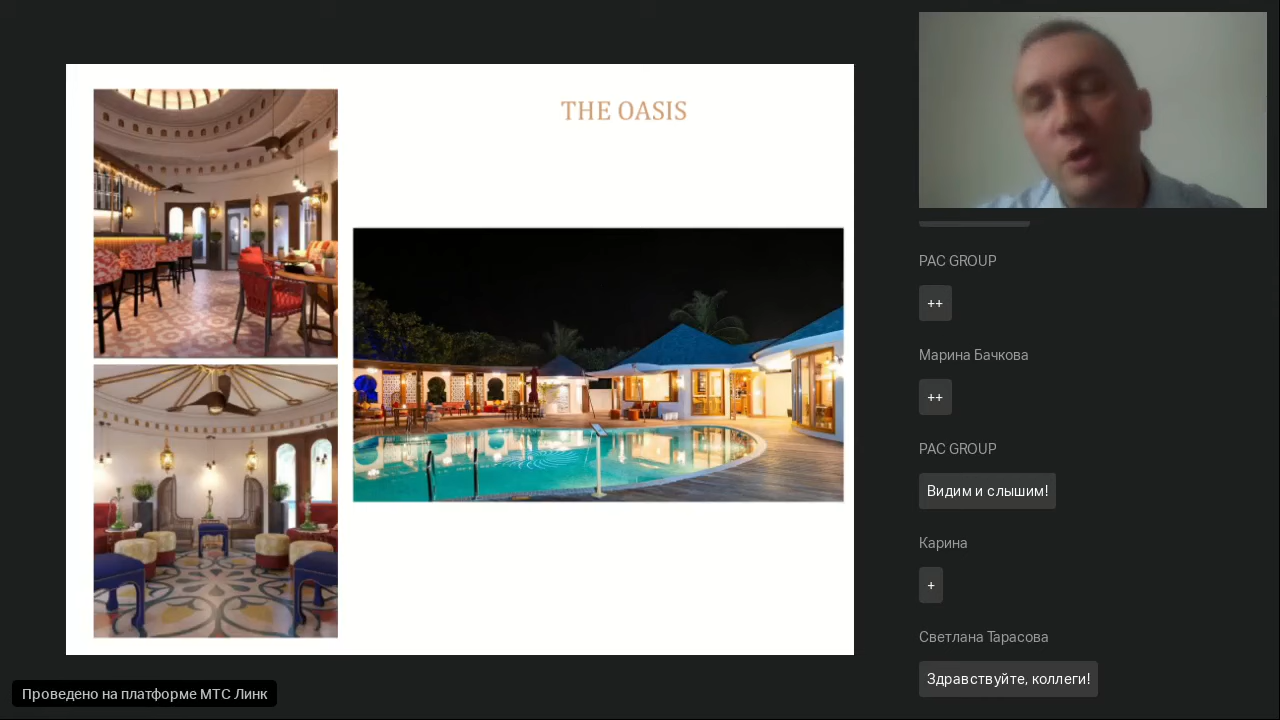 THE OASIS
PAC GROUP
++
Марина Бачкова
++
PAC GROUP
Видим и слышим!
Карина
+
Светлана Тарасова
Здравствуйте, коллеги!
Проведено на платформе МТС Линк